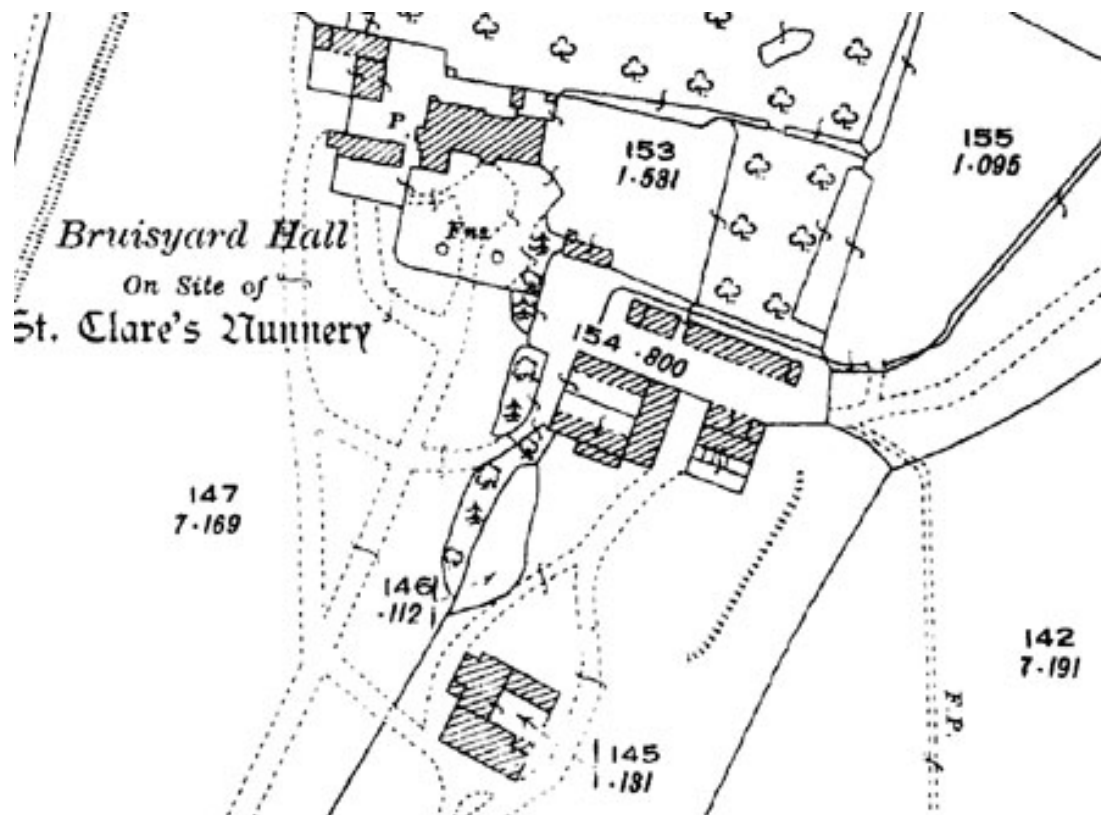 P.
153
1·581
155
1·095
Bruisyard Hall
On Site of
St. Clare's Nunnery
Fns.
154 ·800
147
7·169
146
·112
142
7·191
F.P.
145
1·131